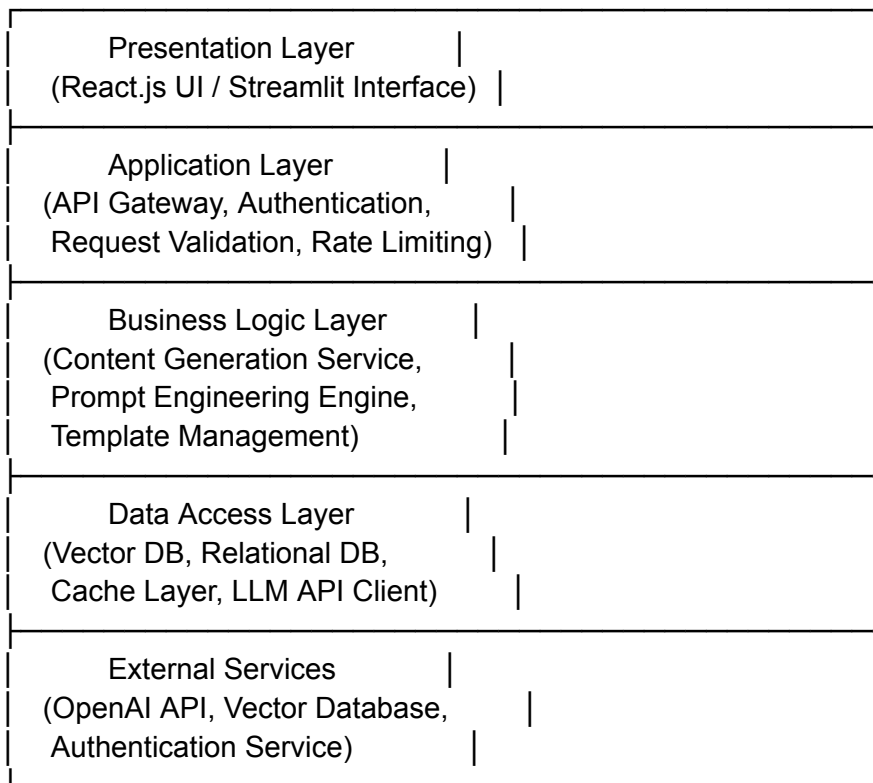 Presentation Layer
(React.js UI / Streamlit Interface)
Application Layer
(API Gateway, Authentication,
Request Validation, Rate Limiting)
Business Logic Layer
(Content Generation Service,
Prompt Engineering Engine,
Template Management)
Data Access Layer
(Vector DB, Relational DB,
Cache Layer, LLM API Client)
External Services
(OpenAI API, Vector Database,
Authentication Service)